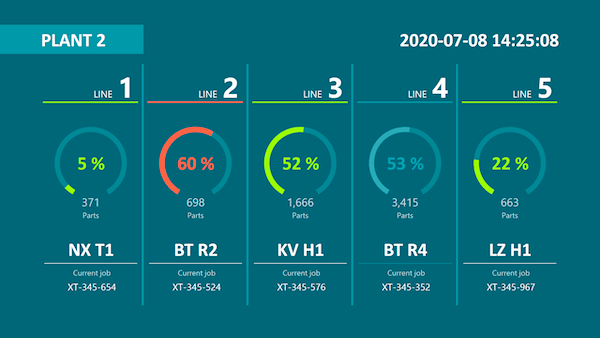 PLANT 2
2020-07-08 14:25:08
LINE 1
LINE 2
LINE 3
LINE 4
LINE 5
5 %
60 %
52 %
53 %
22 %
371
698
1,666
3,415
663
Parts
Parts
Parts
Parts
Parts
NX T1
BT R2
KV H1
BT R4
LZ H1
Current job
Current job
Current job
Current job
Current job
XT-345-654
XT-345-524
XT-345-576
XT-345-352
XT-345-967